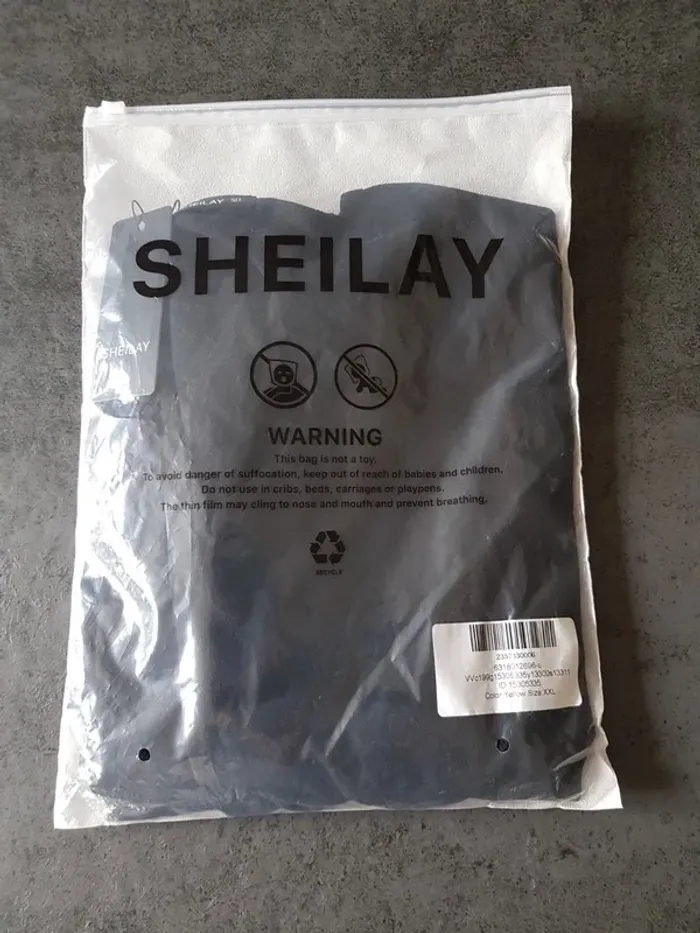 SHEILAY
SHEILAY
WARNING
This bag is not a toy.
To avoid danger of suffocation, keep out of reach of babies and children.
Do not use in cribs, beds, carriages or playpens.
The thin film may cling to nose and mouth and prevent breathing.
ID:15305335
Color: Yellow Size:XXL